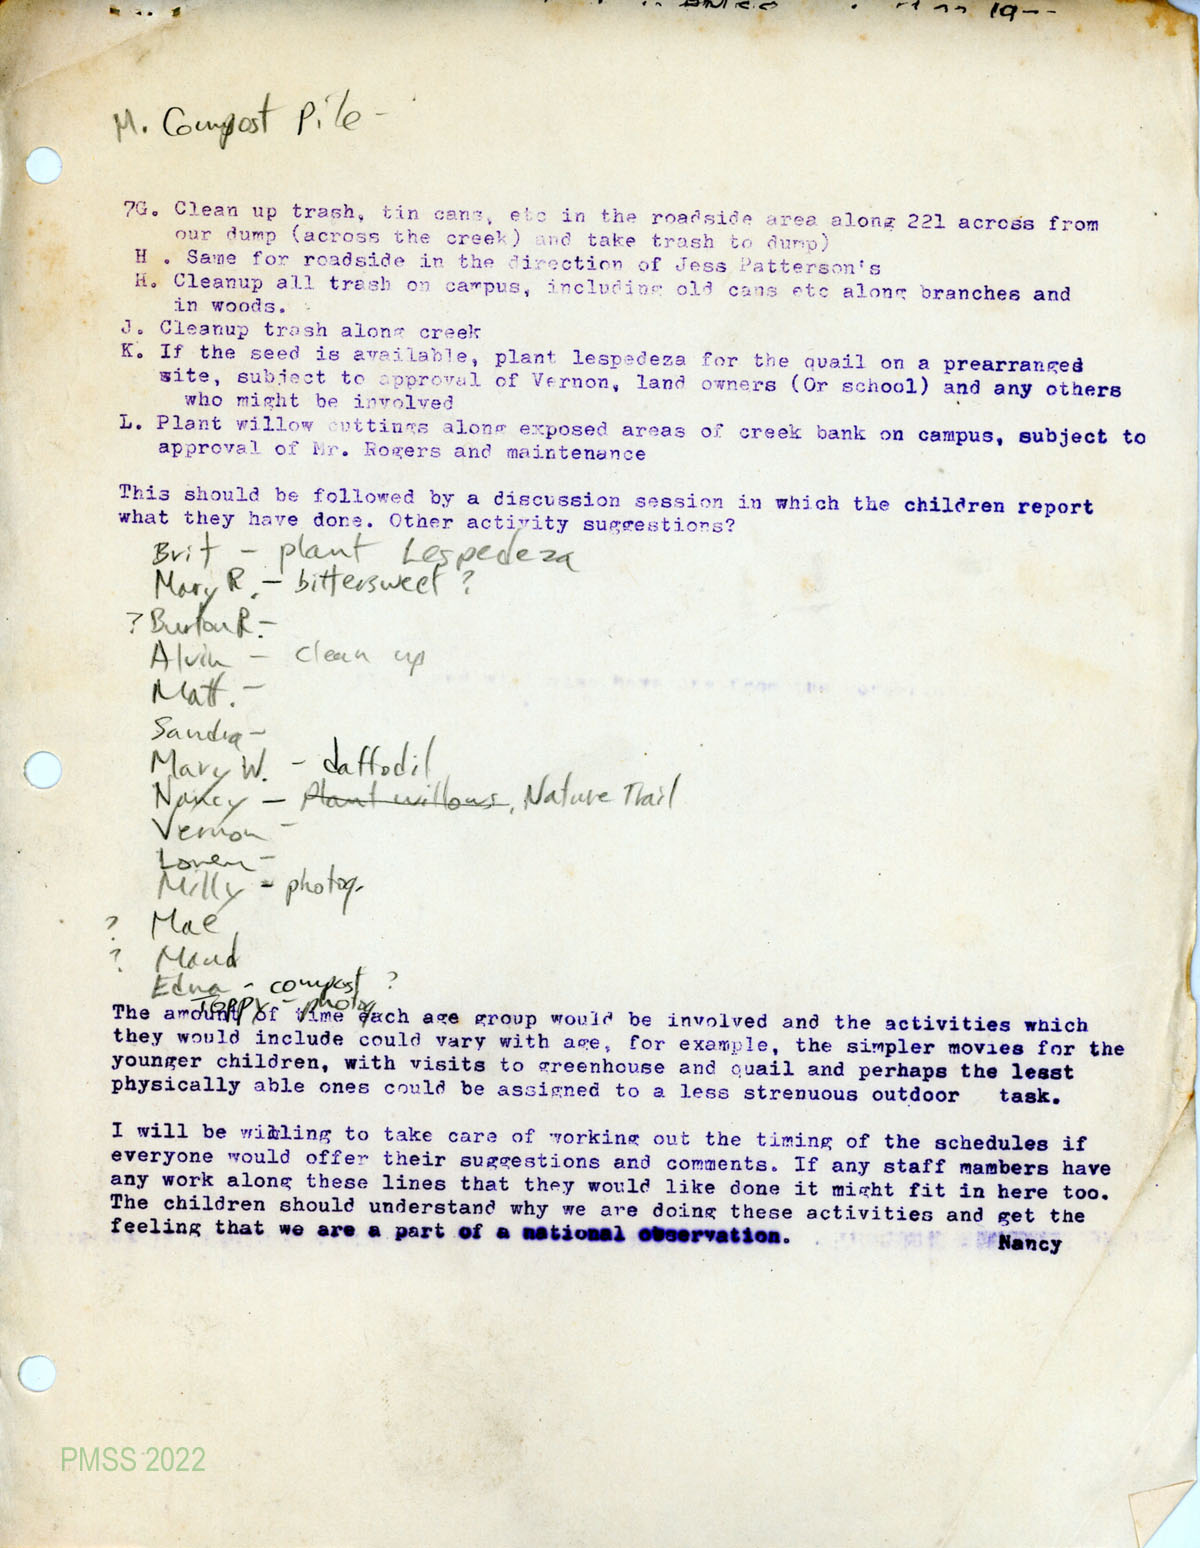 19--
M. Compost Pile -
7G. Clean up trash, tin cans, etc in the roadside area along 221 across from
our dump (across the creek) and take trash to dump)
H . Same for roadside in the direction of Jess Patterson's
H. Cleanup all trash on campus, including old cans etc along branches and
in woods.
J. Cleanup trash along creek
K. If the seed is available, plant lespedeza for the quail on a prearranged
site, subject to approval of Vernon, land owners (Or school) and any others
who might be involved
L. Plant willow cuttings along exposed areas of creek bank on campus, subject to
approval of Mr. Rogers and maintenance
This should be followed by a discussion session in which the children report
what they have done. Other activity suggestions?
Brit - plant Lespedeza
Mary R. - bittersweet ?
? Burton R. -
Alvin - clean up
Matt. -
Sandra -
Mary W. - daffodil
Nancy - Plant willows, Nature Trail
Vernon -
Loren -
Milly - photog.
? Mae
? Maud
Edna - compost ?
Toppy - photog
The amount of time each age group would be involved and the activities which
they would include could vary with age, for example, the simpler movies for the
younger children, with visits to greenhouse and quail and perhaps the least
physically able ones could be assigned to a less strenuous outdoor task.
I will be willing to take care of working out the timing of the schedules if
everyone would offer their suggestions and comments. If any staff mambers have
any work along these lines that they would like done it might fit in here too.
The children should understand why we are doing these activities and get the
feeling that we are a part of a national observation.
Nancy
PMSS 2022